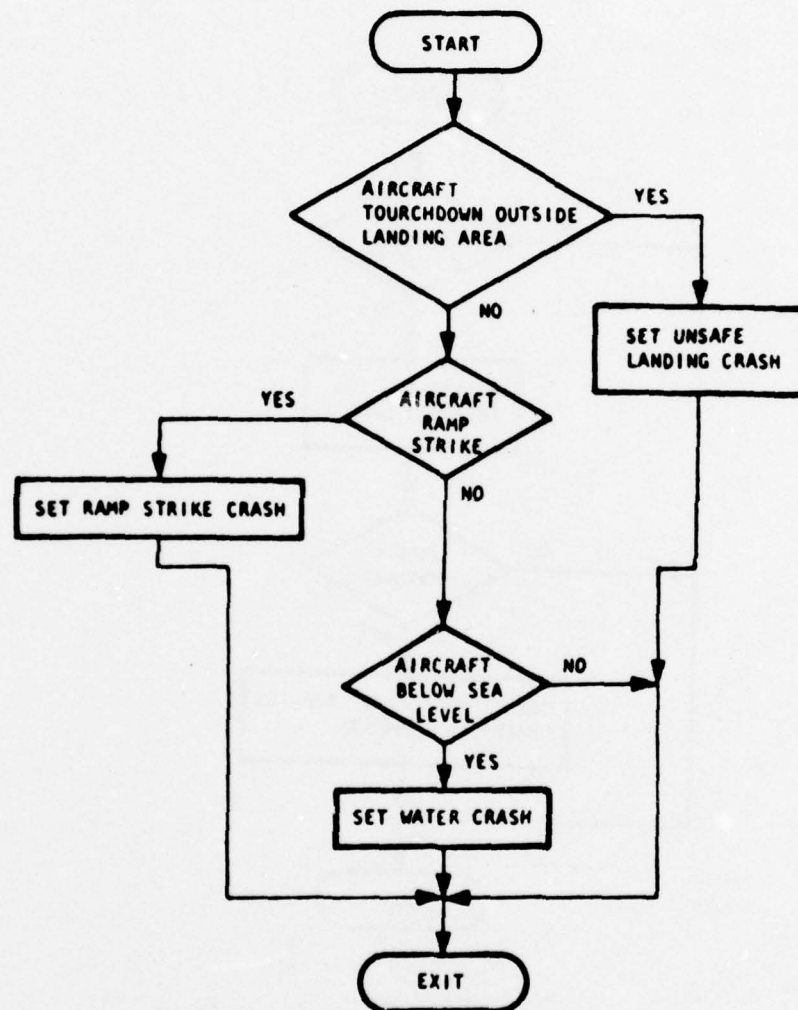 START
AIRCRAFT
TOURCHDOWN OUTSIDE
LANDING AREA
YES
NO
SET UNSAFE
LANDING CRASH
AIRCRAFT
RAMP
STRIKE
YES
NO
SET RAMP STRIKE CRASH
AIRCRAFT
BELOW SEA
LEVEL
NO
YES
SET WATER CRASH
EXIT